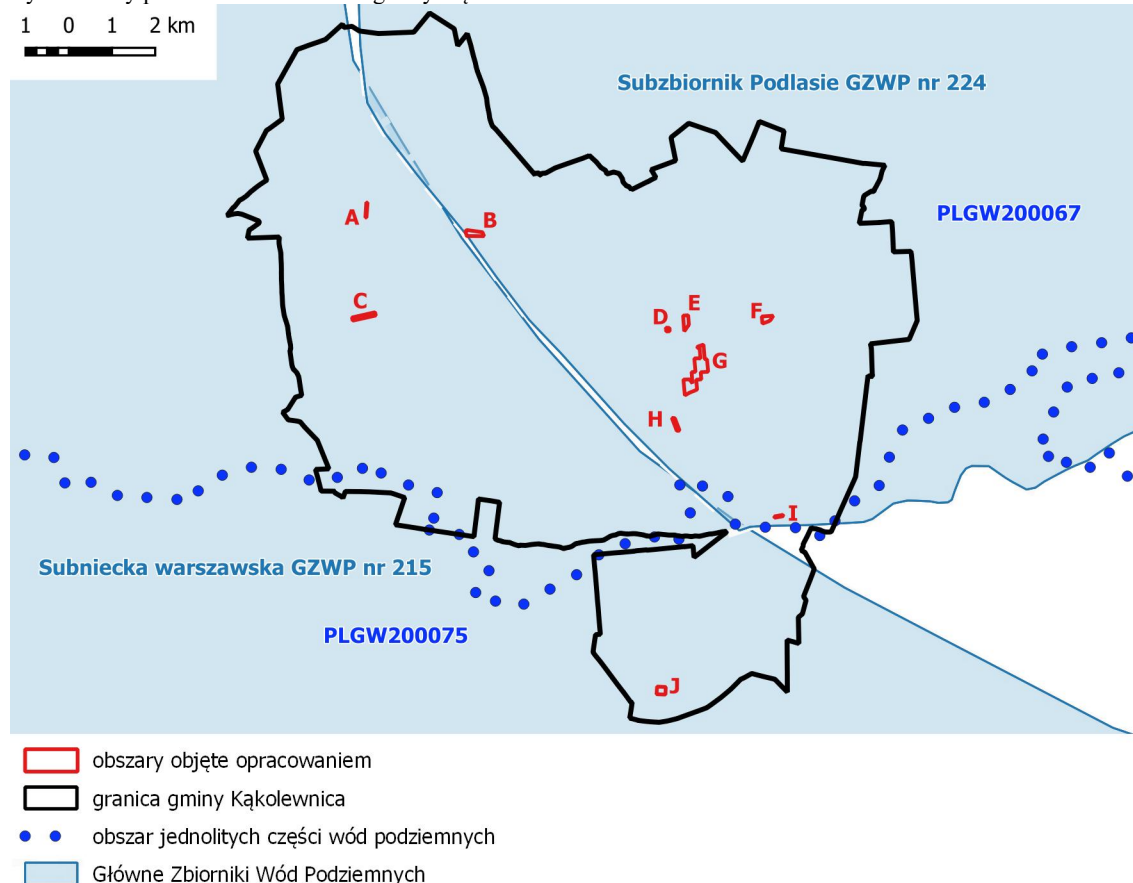 1 0 1 2 km
Subzbiornik Podlasie GZWP nr 224
PLGW200067
A
B
C
D
E
F
G
H
I
Subniecka warszawska GZWP nr 215
PLGW200075
J
obszary objęte opracowaniem
granica gminy Kąkolewnica
obszar jednolitych części wód podziemnych
Główne Zbiorniki Wód Podziemnych